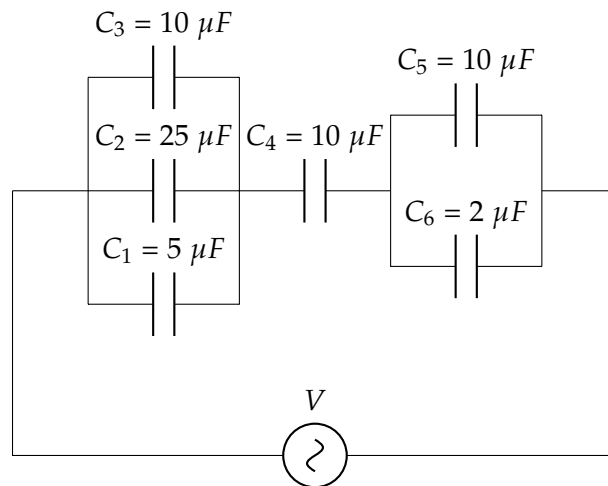 C₃ = 10 μF
C₅ = 10 μF
C₂ = 25 μF
C₄ = 10 μF
C₆ = 2 μF
C₁ = 5 μF
V